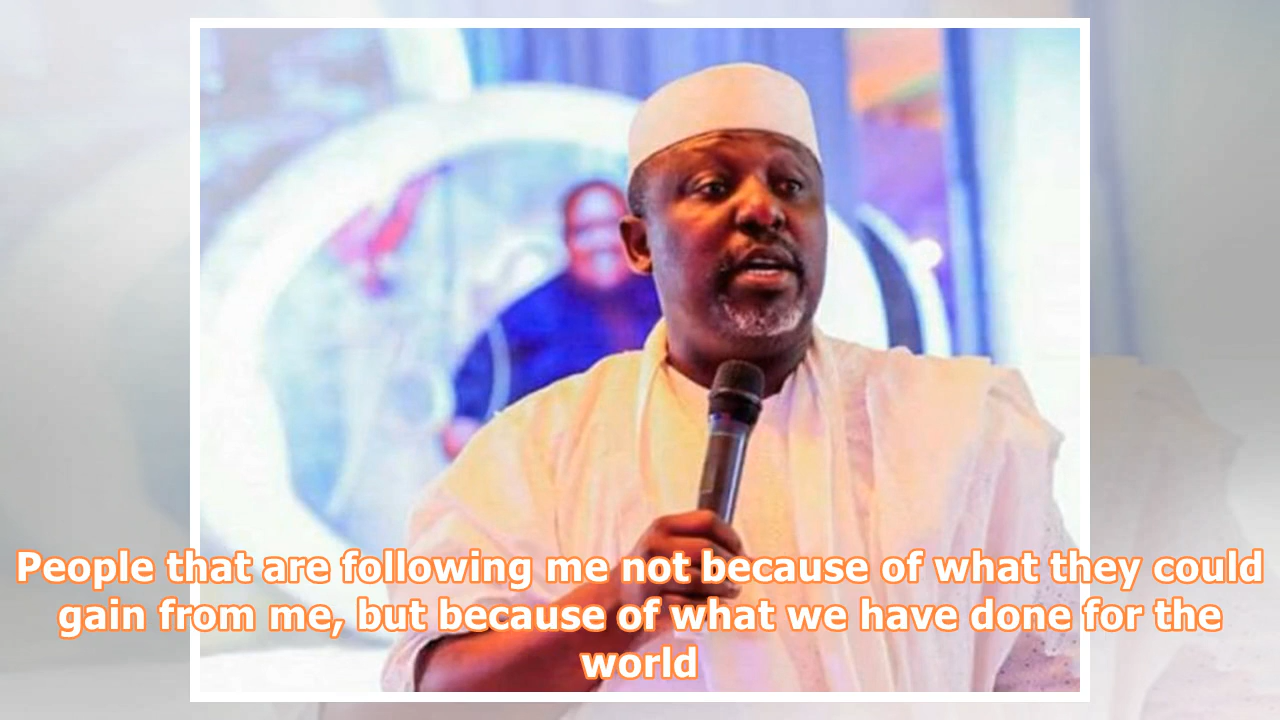 People that are following me not because of what they could
gain from me, but because of what we have done for the
world